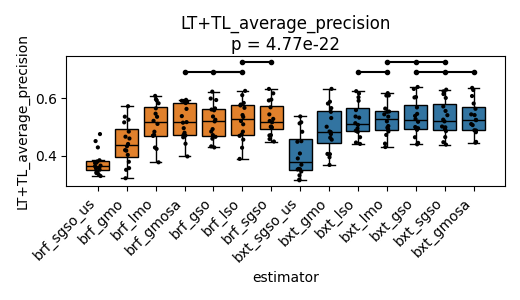 LT+TL_average_precision
p = 4.77e-22
LT+TL_average_precision
0.6
0.4
brf_sgso_us
brf_gmo
brf_lmo
brf_gmosa
brf_gso
brf_lso
brf_sgso
bxt_sgso_us
bxt_gmo
bxt_lso
bxt_lmo
bxt_gso
bxt_sgso
bxt_gmosa
estimator